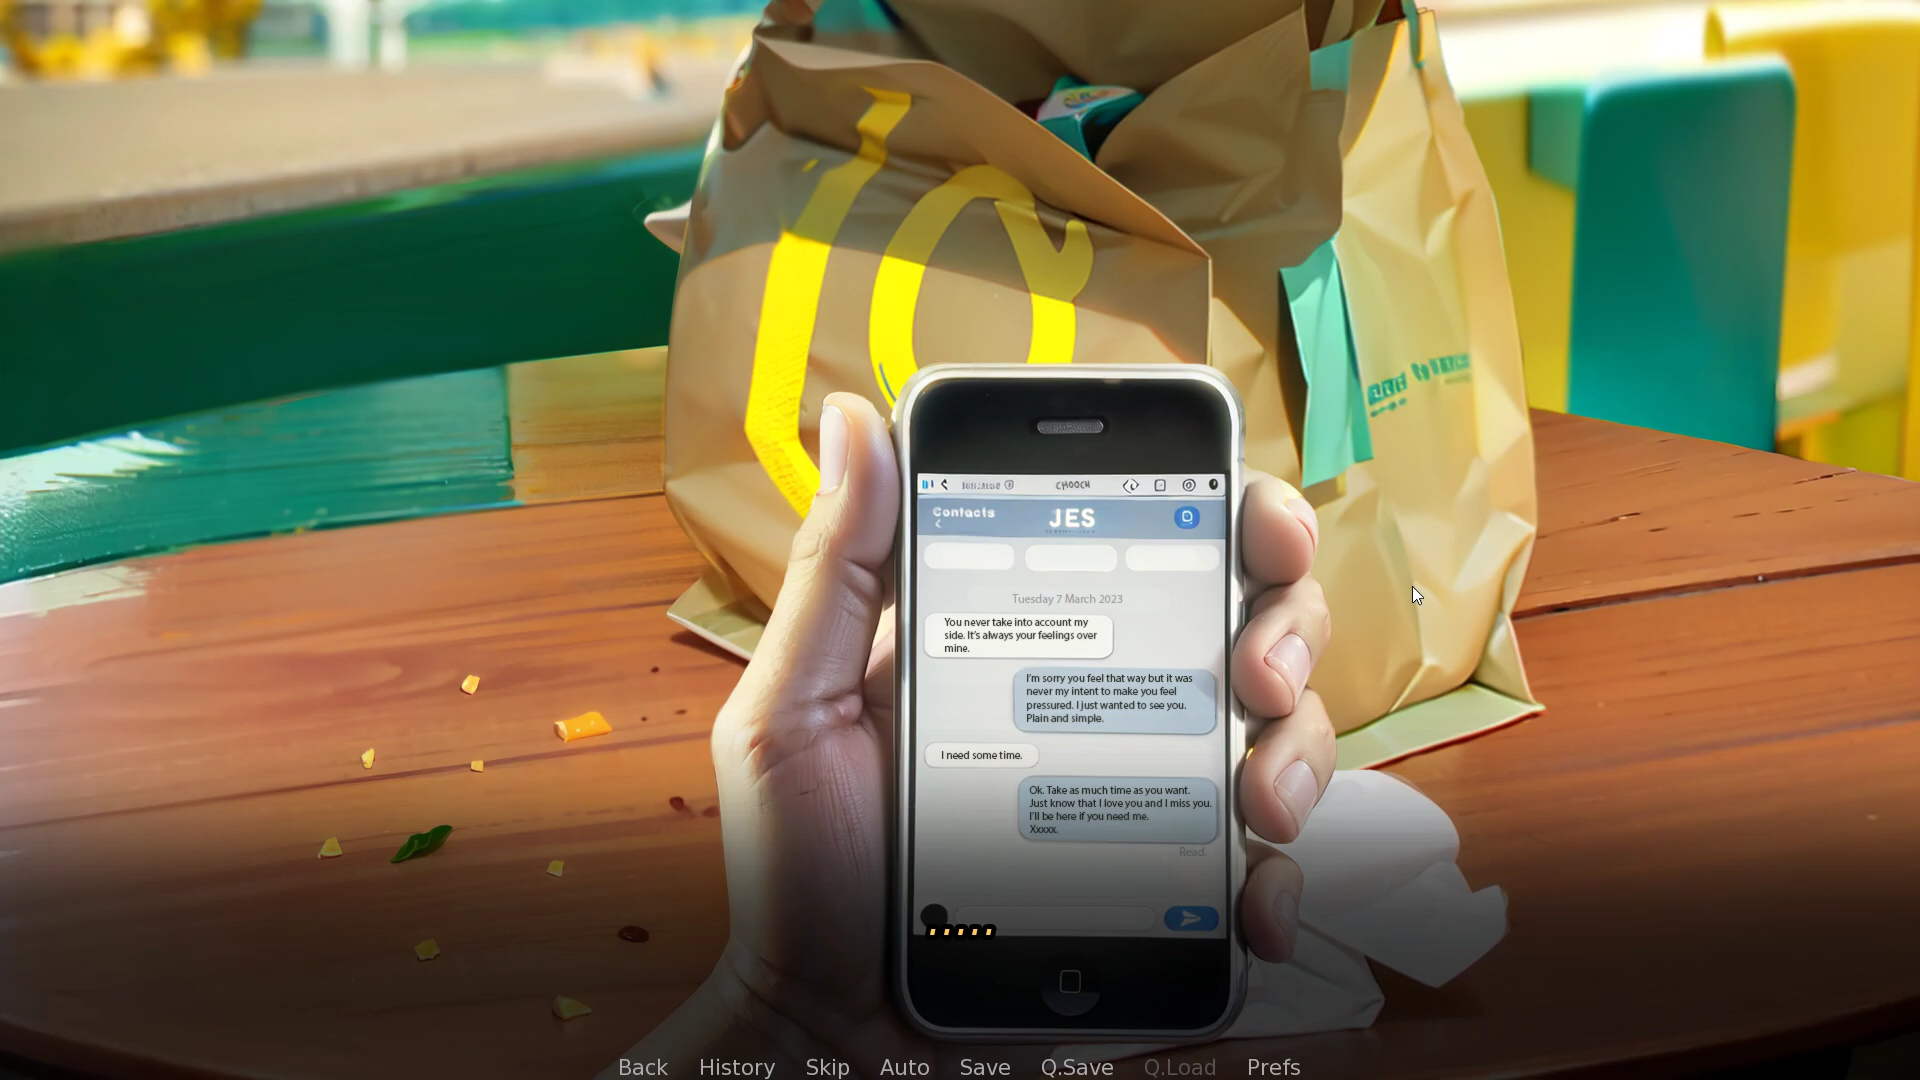 CHOOCH
Contacts
JES
Tuesday 7 March 2023
You never take into account my
side. It's always your feelings over
mine.
I'm sorry you feel that way but it was
never my intent to make you feel
pressured. I just wanted to see you.
Plain and simple.
I need some time.
Ok. Take as much time as you want.
Just know that I love you and I miss you.
I'll be here if you need me.
Xxxxx.
Read.
.....
Back History Skip Auto Save Q.Save Q.Load Prefs